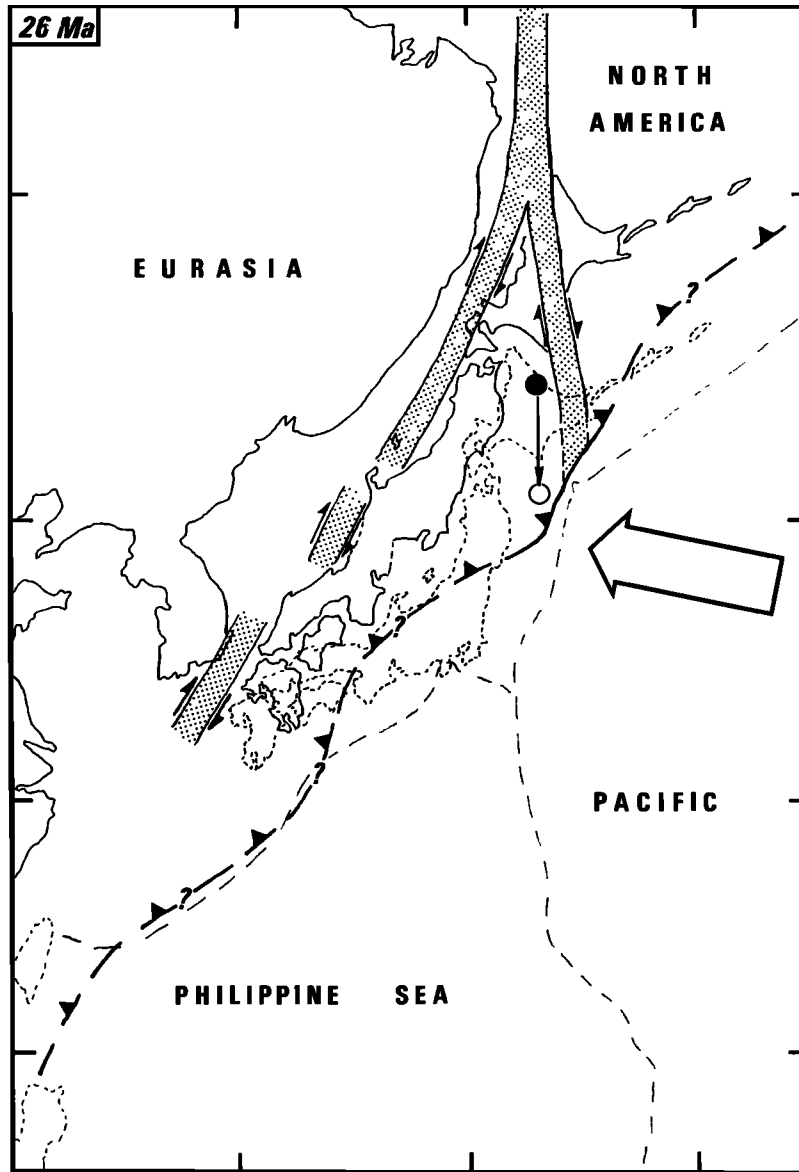 26 Ma
NORTH
AMERICA
EURASIA
?
?
?
?
PACIFIC
PHILIPPINE SEA